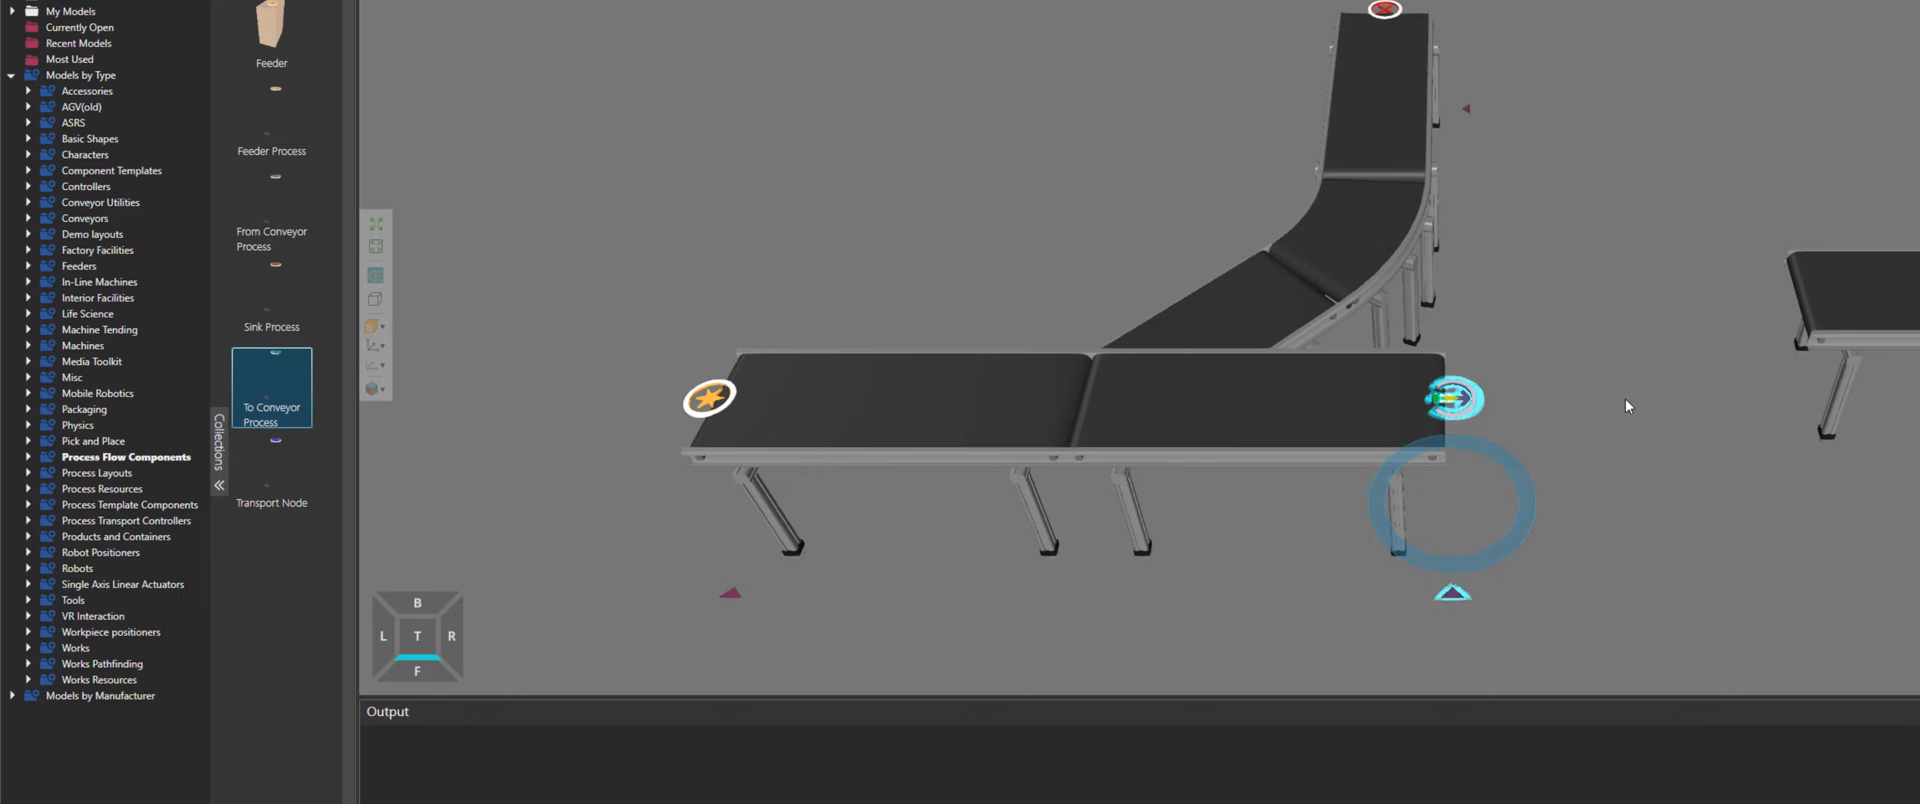 My Models
Currently Open
Recent Models
Most Used
Models by Type
Accessories
AGV(old)
ASRS
Basic Shapes
Characters
Component Templates
Controllers
Conveyor Utilities
Conveyors
Demo layouts
Factory Facilities
Feeders
In-Line Machines
Interior Facilities
Life Science
Machine Tending
Machines
Media Toolkit
Misc
Mobile Robotics
Packaging
Physics
Pick and Place
Process Flow Components
Process Layouts
Process Resources
Process Template Components
Process Transport Controllers
Products and Containers
Robot Positioners
Robots
Single Axis Linear Actuators
Tools
VR Interaction
Workpiece positioners
Works
Works Pathfinding
Works Resources
Models by Manufacturer
Collections
Feeder
Feeder Process
From Conveyor
Process
Sink Process
To Conveyor
Process
Transport Node
B
L T R
F
Output